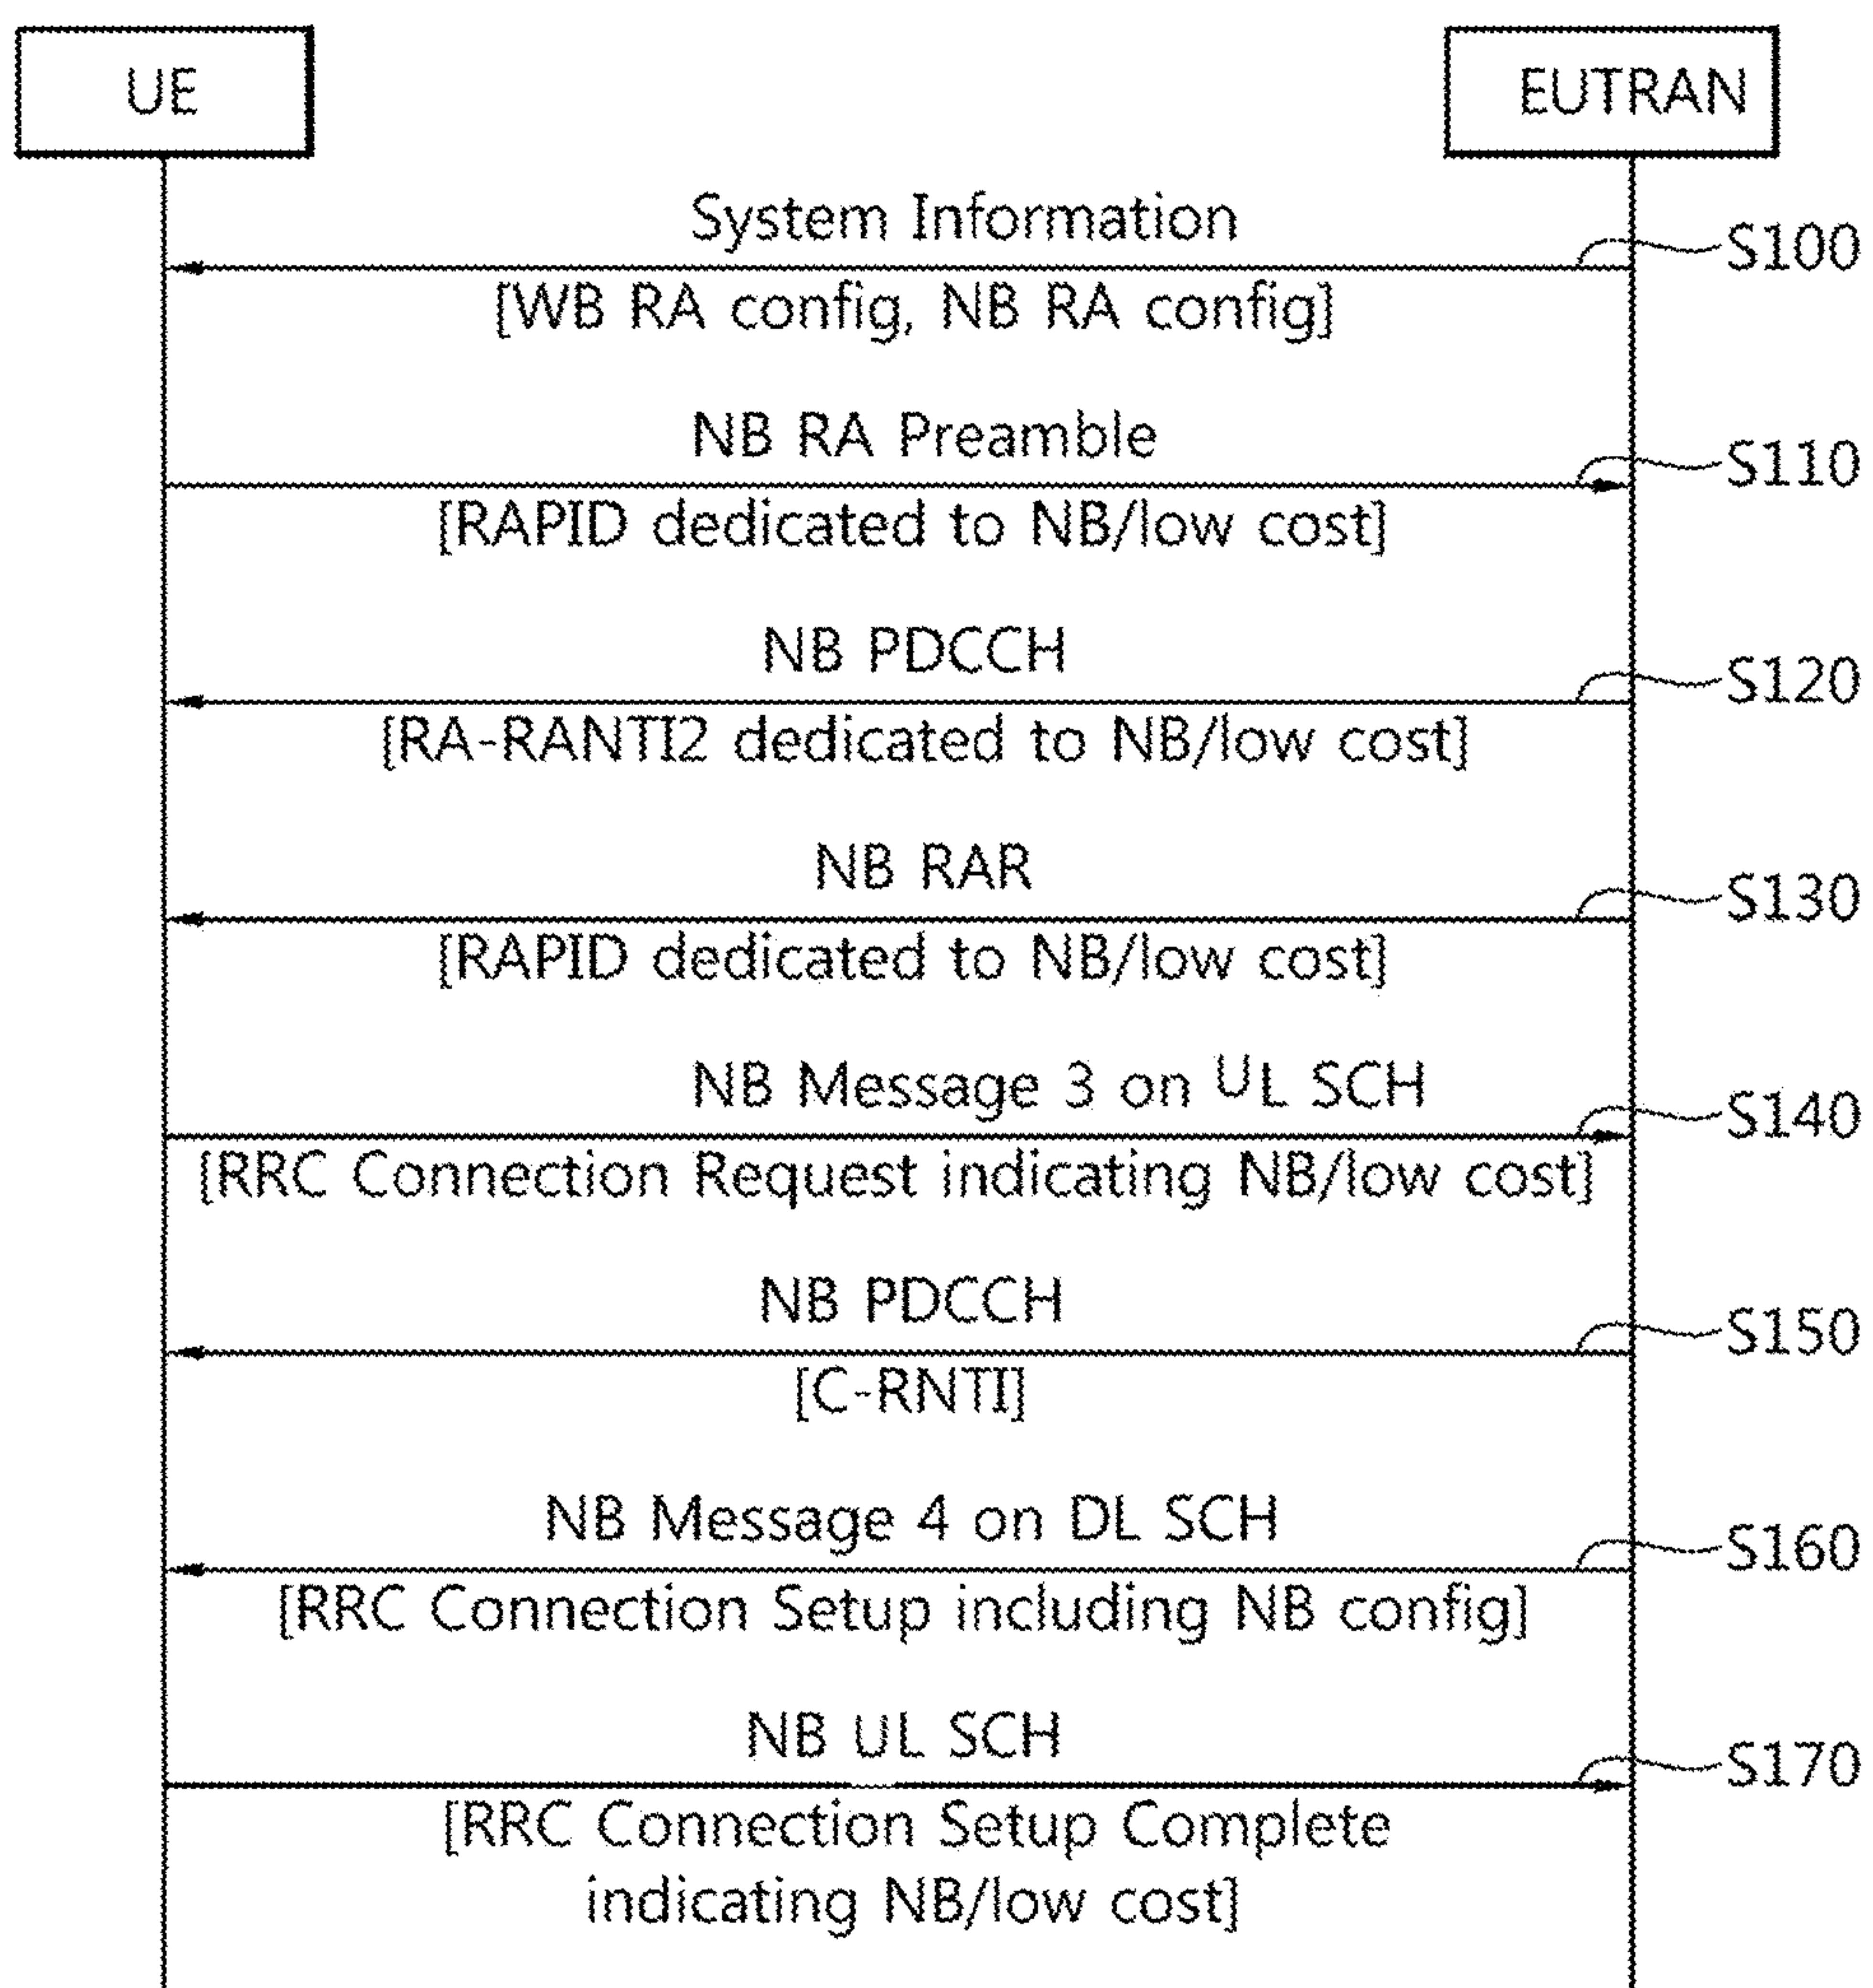 UE
EUTRAN
System Information
S100
[WB RA config, NB RA config]
NB RA Preamble
S110
[RAPID dedicated to NB/low cost]
NB PDCCH
S120
[RA-RANTI2 dedicated to NB/low cost]
NB RAR
S130
[RAPID dedicated to NB/low cost]
NB Message 3 on UL SCH
S140
[RRC Connection Request indicating NB/low cost]
NB PDCCH
S150
[C-RNTI]
NB Message 4 on DL SCH
S160
[RRC Connection Setup including NB config]
NB UL SCH
S170
[RRC Connection Setup Complete
indicating NB/low cost]